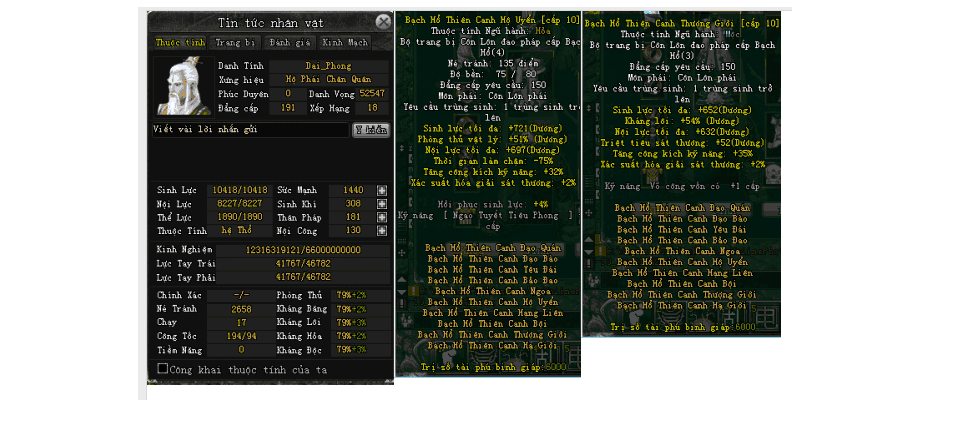 Tin tức nhân vật
Thuộc tính Trang bị Đánh giá Kinh Mạch
Danh Tính Dai_Phong
Xưng hiệu Hộ Phái Chân Quân
Phúc Duyên 0 Danh Vọng 52547
Đẳng cấp 191 Xếp Hạng 18
Viết vài lời nhắn gửi Ý kiến
Sinh Lực 10418/10418 Sức Mạnh 1440
Nội Lực 8227/8227 Sinh Khí 308
Thể Lực 1890/1890 Thân Pháp 181
Thuộc Tính hệ Thổ Nội Công 130
Kinh Nghiệm 12316319121/66000000000
Lực Tay Trái 41767/46782
Lực Tay Phải 41767/46782
Chính Xác -/- Phòng Thủ 79%+2%
Né Tránh 2658 Kháng Băng 79%+2%
Chạy 17 Kháng Lôi 79%+3%
Công Tốc 194/94 Kháng Hỏa 79%+2%
Tiềm Năng 0 Kháng Độc 79%+3%
Công khai thuộc tính của ta
Bạch Hổ Thiên Canh Hộ Uyển [cấp 10]
Thuộc tính Ngũ hành: Hỏa
Bộ trang bị Côn Lôn đao pháp cấp Bạch
Hổ(4)
Né tránh: 135 điểm
Độ bền: 75 / 80
Đẳng cấp yêu cầu: 150
Môn phái: Côn Lôn phái
Yêu cầu trùng sinh: 1 trùng sinh trở
lên
Sinh lực tối đa: +721(Dương)
Phòng thủ vật lý: +51% (Dương)
Nội lực tối đa: +697(Dương)
Thời gian làm chậm: -75%
Tăng công kích kỹ năng: +32%
Xác suất hóa giải sát thương: +2%
Hồi phục sinh lực: +4%
Kỹ năng [ Ngạo Tuyết Tiêu Phong ]
cấp
Bạch Hổ Thiên Canh Đạo Quán
Bạch Hổ Thiên Canh Đạo Bào
Bạch Hổ Thiên Canh Yêu Đái
Bạch Hổ Thiên Canh Bảo Đao
Bạch Hổ Thiên Canh Ngoa
Bạch Hổ Thiên Canh Hộ Uyển
Bạch Hổ Thiên Canh Hạng Liên
Bạch Hổ Thiên Canh Bội
Bạch Hổ Thiên Canh Thượng Giới
Bạch Hổ Thiên Canh Hạ Giới
Trị số tài phú binh giáp:6000
Bạch Hổ Thiên Canh Thượng Giới [cấp 10]
Thuộc tính Ngũ hành: Mộc
Bộ trang bị Côn Lôn đao pháp cấp Bạch
Hổ(3)
Đẳng cấp yêu cầu: 150
Môn phái: Côn Lôn phái
Yêu cầu trùng sinh: 1 trùng sinh trở
lên
Sinh lực tối đa: +652(Dương)
Kháng lôi: +54% (Dương)
Nội lực tối đa: +632(Dương)
Triệt tiêu sát thương: +52(Dương)
Tăng công kích kỹ năng: +35%
Xác suất hóa giải sát thương: +2%
Kỹ năng Võ công vốn có +1 cấp
Bạch Hổ Thiên Canh Đạo Quán
Bạch Hổ Thiên Canh Đạo Bào
Bạch Hổ Thiên Canh Yêu Đái
Bạch Hổ Thiên Canh Bảo Đao
Bạch Hổ Thiên Canh Ngoa
Bạch Hổ Thiên Canh Hộ Uyển
Bạch Hổ Thiên Canh Hạng Liên
Bạch Hổ Thiên Canh Bội
Bạch Hổ Thiên Canh Thượng Giới
Bạch Hổ Thiên Canh Hạ Giới
Trị số tài phú binh giáp:6000